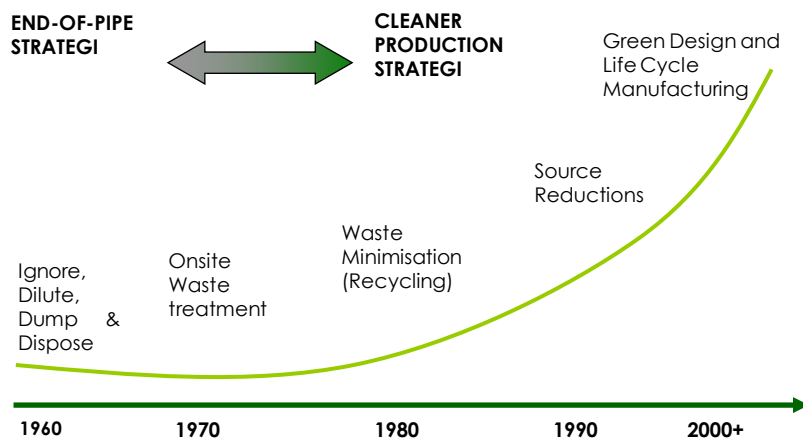 END-OF-PIPE
STRATEGI
CLEANER
PRODUCTION
STRATEGI
Green Design and
Life Cycle
Manufacturing
Source
Reductions
Waste
Minimisation
(Recycling)
Onsite
Waste
treatment
Ignore,
Dilute,
Dump &
Dispose
1960
1970
1980
1990
2000+